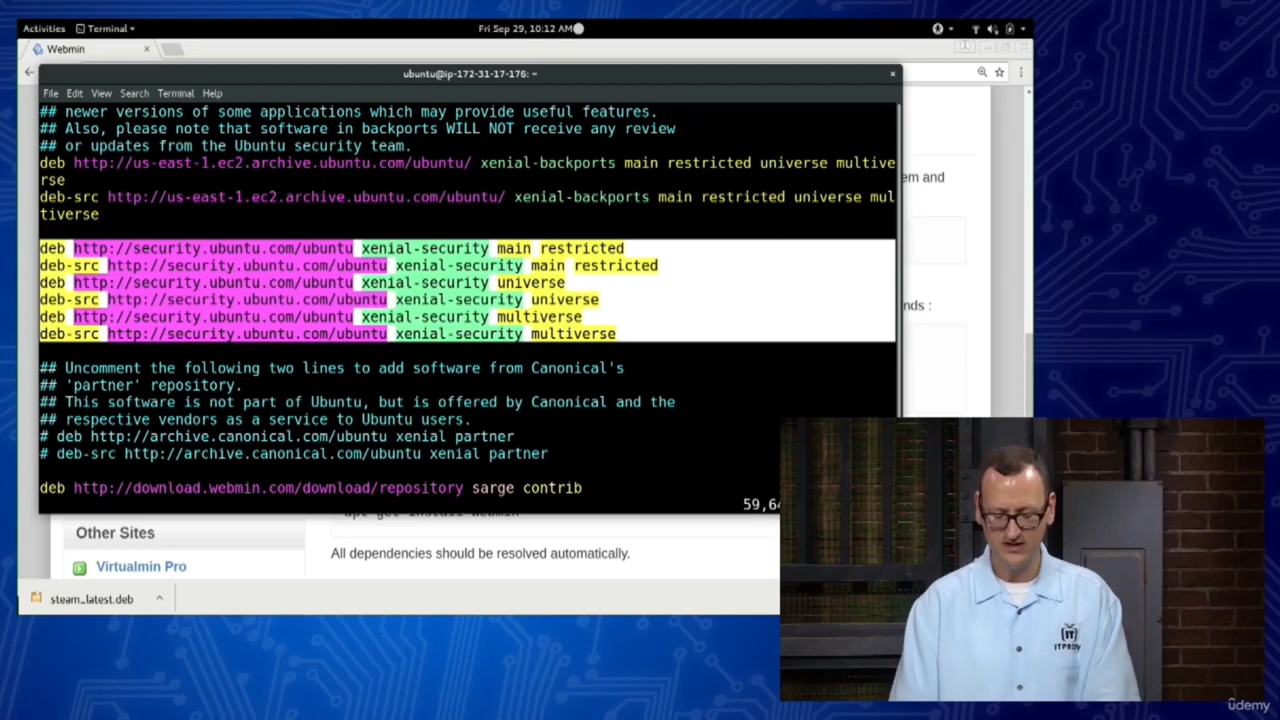 Activities
Terminal
Fri Sep 29, 10:12 AM
Webmin
ubuntu@ip-172-31-17-176: ~
File Edit View Search Terminal Help
## newer versions of some applications which may provide useful features.
## Also, please note that software in backports WILL NOT receive any review
## or updates from the Ubuntu security team.
deb http://us-east-1.ec2.archive.ubuntu.com/ubuntu/ xenial-backports main restricted universe multive
rse
deb-src http://us-east-1.ec2.archive.ubuntu.com/ubuntu/ xenial-backports main restricted universe mul
tiverse
deb http://security.ubuntu.com/ubuntu xenial-security main restricted
deb-src http://security.ubuntu.com/ubuntu xenial-security main restricted
deb http://security.ubuntu.com/ubuntu xenial-security universe
deb-src http://security.ubuntu.com/ubuntu xenial-security universe
deb http://security.ubuntu.com/ubuntu xenial-security multiverse
deb-src http://security.ubuntu.com/ubuntu xenial-security multiverse
## Uncomment the following two lines to add software from Canonical's
## 'partner' repository.
## This software is not part of Ubuntu, but is offered by Canonical and the
## respective vendors as a service to Ubuntu users.
# deb http://archive.canonical.com/ubuntu xenial partner
# deb-src http://archive.canonical.com/ubuntu xenial partner
deb http://download.webmin.com/download/repository sarge contrib
59,64
em and
nds :
Other Sites
Virtualmin Pro
apt-get install webmin
All dependencies should be resolved automatically.
steam_latest.deb
IT
ITPROTV
ûdemy